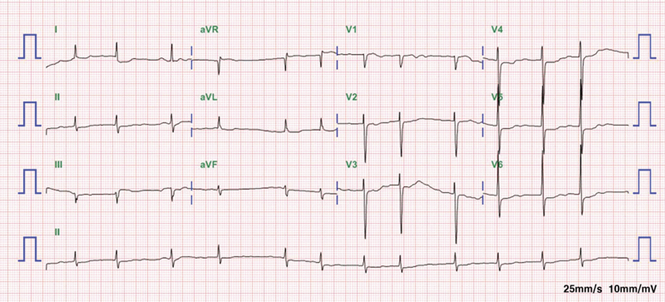 I aVR V1 V4
II aVL V2 V5
III aVF V3 V6
II
25mm/s 10mm/mV